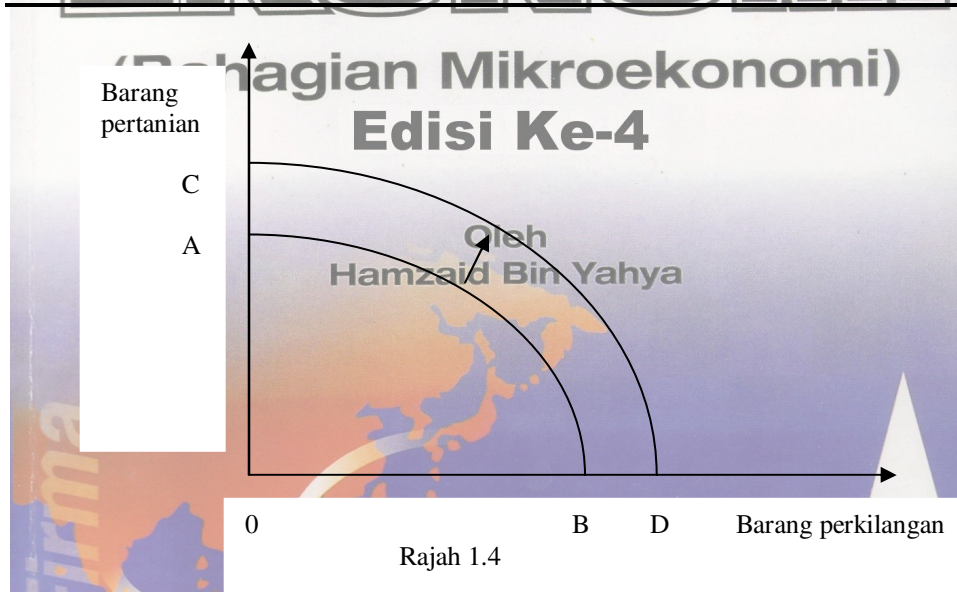 (Bahagian Mikroekonomi)
Edisi Ke-4
Barang
pertanian
C
A
Oleh
Hamzaid Bin Yahya
0 B D Barang perkilangan
Rajah 1.4